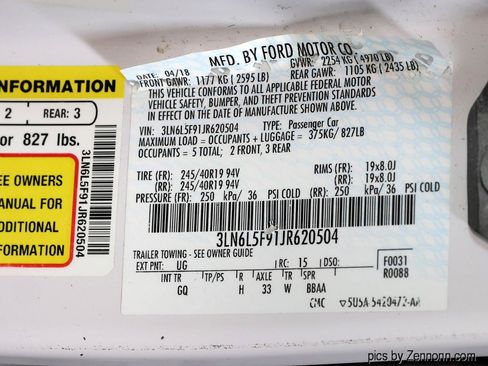 NFORMATION
2
REAR: 3
or 827 lbs.
EE OWNERS
ANUAL FOR
DDITIONAL
FORMATION
3LN6L5F91JR620504
MFD. BY FORD MOTOR CO.
DATE: 04/18
GVWR: 2254 KG (4970 LB)
FRONT GAWR: 1177 KG (2595 LB)
REAR GAWR: 1105 KG (2435 LB)
THIS VEHICLE CONFORMS TO ALL APPLICABLE FEDERAL MOTOR
VEHICLE SAFETY, BUMPER, AND THEFT PREVENTION STANDARDS
IN EFFECT ON THE DATE OF MANUFACTURE SHOWN ABOVE.
VIN: 3LN6L5F91JR620504 TYPE: Passenger Car
MAXIMUM LOAD = OCCUPANTS + LUGGAGE = 375KG/827LB
OCCUPANTS = 5 TOTAL; 2 FRONT, 3 REAR
TIRE (FR): 245/40R19 94V RIMS (FR): 19x8.0J
TIRE (RR): 245/40R19 94V RIMS (RR): 19x8.0J
PRESSURE (FR): 250 kPa/ 36 PSI COLD (RR): 250 kPa/ 36 PSI COLD
3LN6L5F91JR620504
TRAILER TOWING - SEE OWNER GUIDE
EXT PNT: UG RC: 15 DSO: F0031
R0088
INT TR TP/PS R AXLE TR SPR
GQ H 33 W BBAA
CMC 5U5A-5420472-AA
pics by Zennonn.com